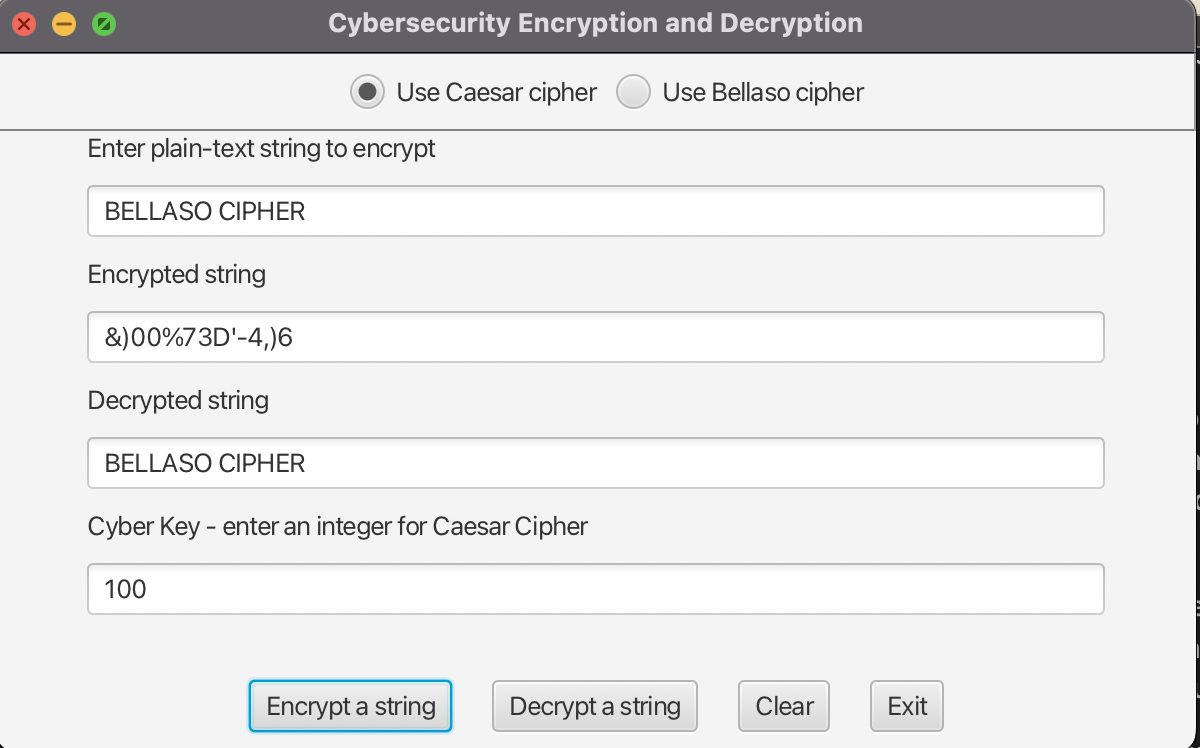 Cybersecurity Encryption and Decryption
Use Caesar cipher Use Bellaso cipher
Enter plain-text string to encrypt
BELLASO CIPHER
Encrypted string
&)00%73D'-4,)6
Decrypted string
BELLASO CIPHER
Cyber Key - enter an integer for Caesar Cipher
100
Encrypt a string Decrypt a string Clear Exit